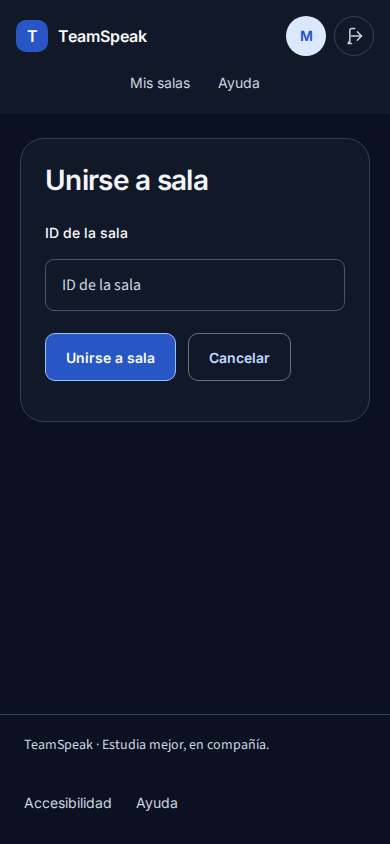 T TeamSpeak M
Mis salas Ayuda
Unirse a sala
ID de la sala
ID de la sala
Unirse a sala Cancelar
TeamSpeak · Estudia mejor, en compañía.
Accesibilidad Ayuda